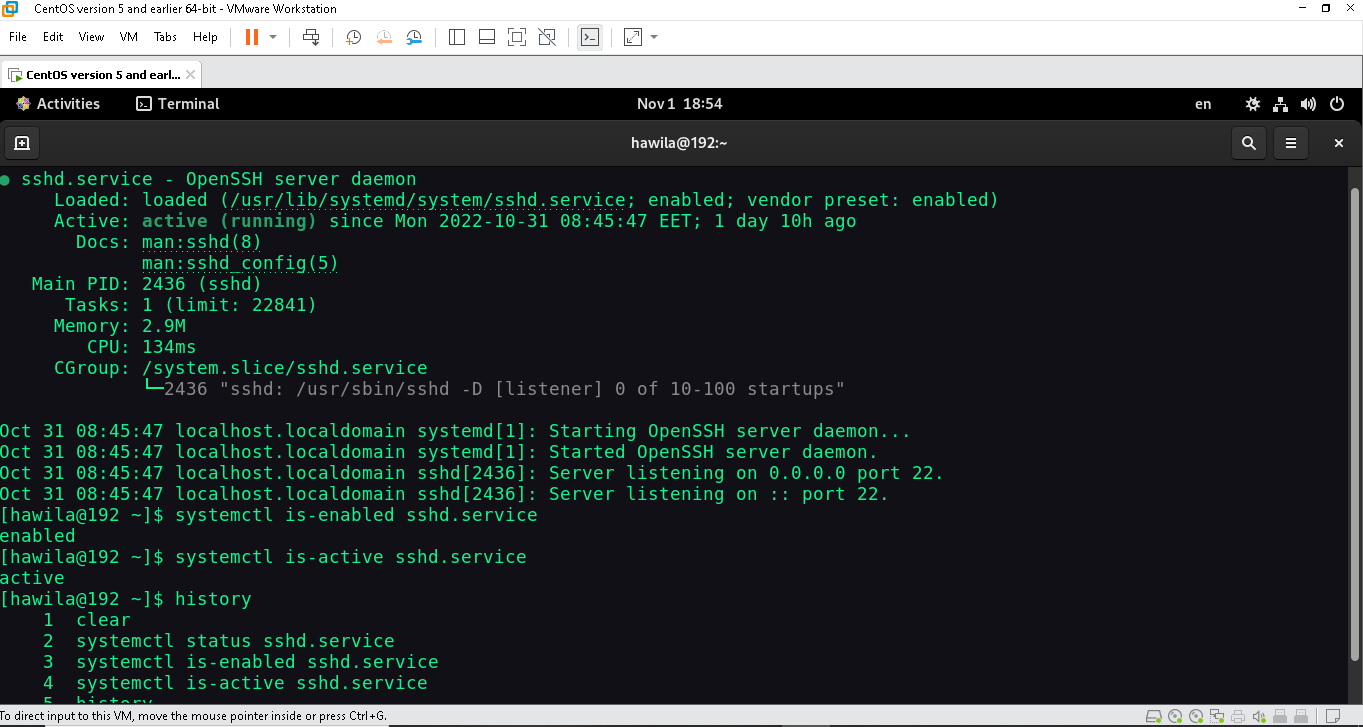 CentOS version 5 and earlier 64-bit - VMware Workstation
File Edit View VM Tabs Help
CentOS version 5 and earl...
Activities Terminal Nov 1 18:54 en
hawila@192:~
● sshd.service - OpenSSH server daemon
Loaded: loaded (/usr/lib/systemd/system/sshd.service; enabled; vendor preset: enabled)
Active: active (running) since Mon 2022-10-31 08:45:47 EET; 1 day 10h ago
Docs: man:sshd(8)
man:sshd_config(5)
Main PID: 2436 (sshd)
Tasks: 1 (limit: 22841)
Memory: 2.9M
CPU: 134ms
CGroup: /system.slice/sshd.service
└─2436 "sshd: /usr/sbin/sshd -D [listener] 0 of 10-100 startups"
Oct 31 08:45:47 localhost.localdomain systemd[1]: Starting OpenSSH server daemon...
Oct 31 08:45:47 localhost.localdomain systemd[1]: Started OpenSSH server daemon.
Oct 31 08:45:47 localhost.localdomain sshd[2436]: Server listening on 0.0.0.0 port 22.
Oct 31 08:45:47 localhost.localdomain sshd[2436]: Server listening on :: port 22.
[hawila@192 ~]$ systemctl is-enabled sshd.service
enabled
[hawila@192 ~]$ systemctl is-active sshd.service
active
[hawila@192 ~]$ history
1 clear
2 systemctl status sshd.service
3 systemctl is-enabled sshd.service
4 systemctl is-active sshd.service
5 history
To direct input to this VM, move the mouse pointer inside or press Ctrl+G.